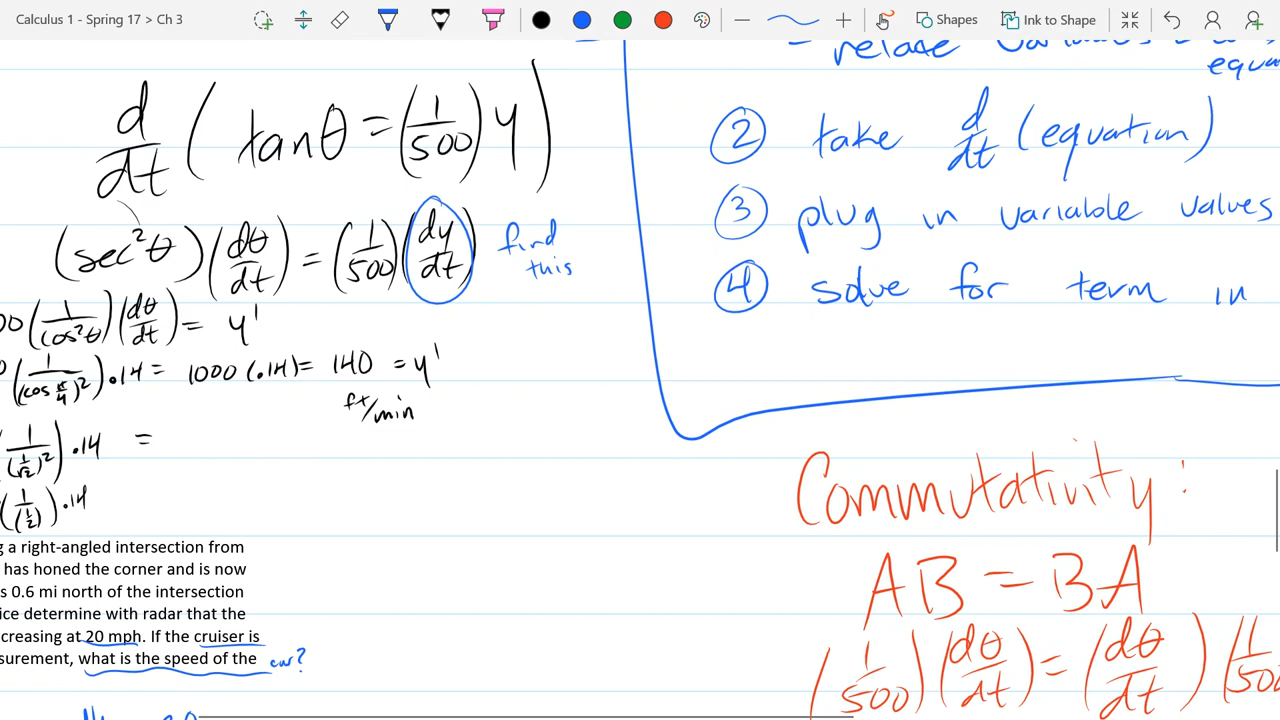 Calculus 1 - Spring 17 > Ch 3
Shapes
Ink to Shape
d/dt ( tanθ = (1/500) y )
(sec²θ)(dθ/dt) = (1/500)(dy/dt) find this
00 (1/cos²θ)(dθ/dt) = y'
(1/(cos π/4)²) · .14 = 1000 (.14) = 140 = y'
ft/min
(1/(1/√2)²) · .14 =
(1/(1/2)) · .14
g a right-angled intersection from
has honed the corner and is now
s 0.6 mi north of the intersection
ice determine with radar that the
creasing at 20 mph. If the cruiser is
surement, what is the speed of the car?
- relate variables
equa
② take d/dt (equation)
③ plug in variable values
④ solve for term in
Commutativity:
AB = BA
(1/500)(dθ/dt) = (dθ/dt)(1/500